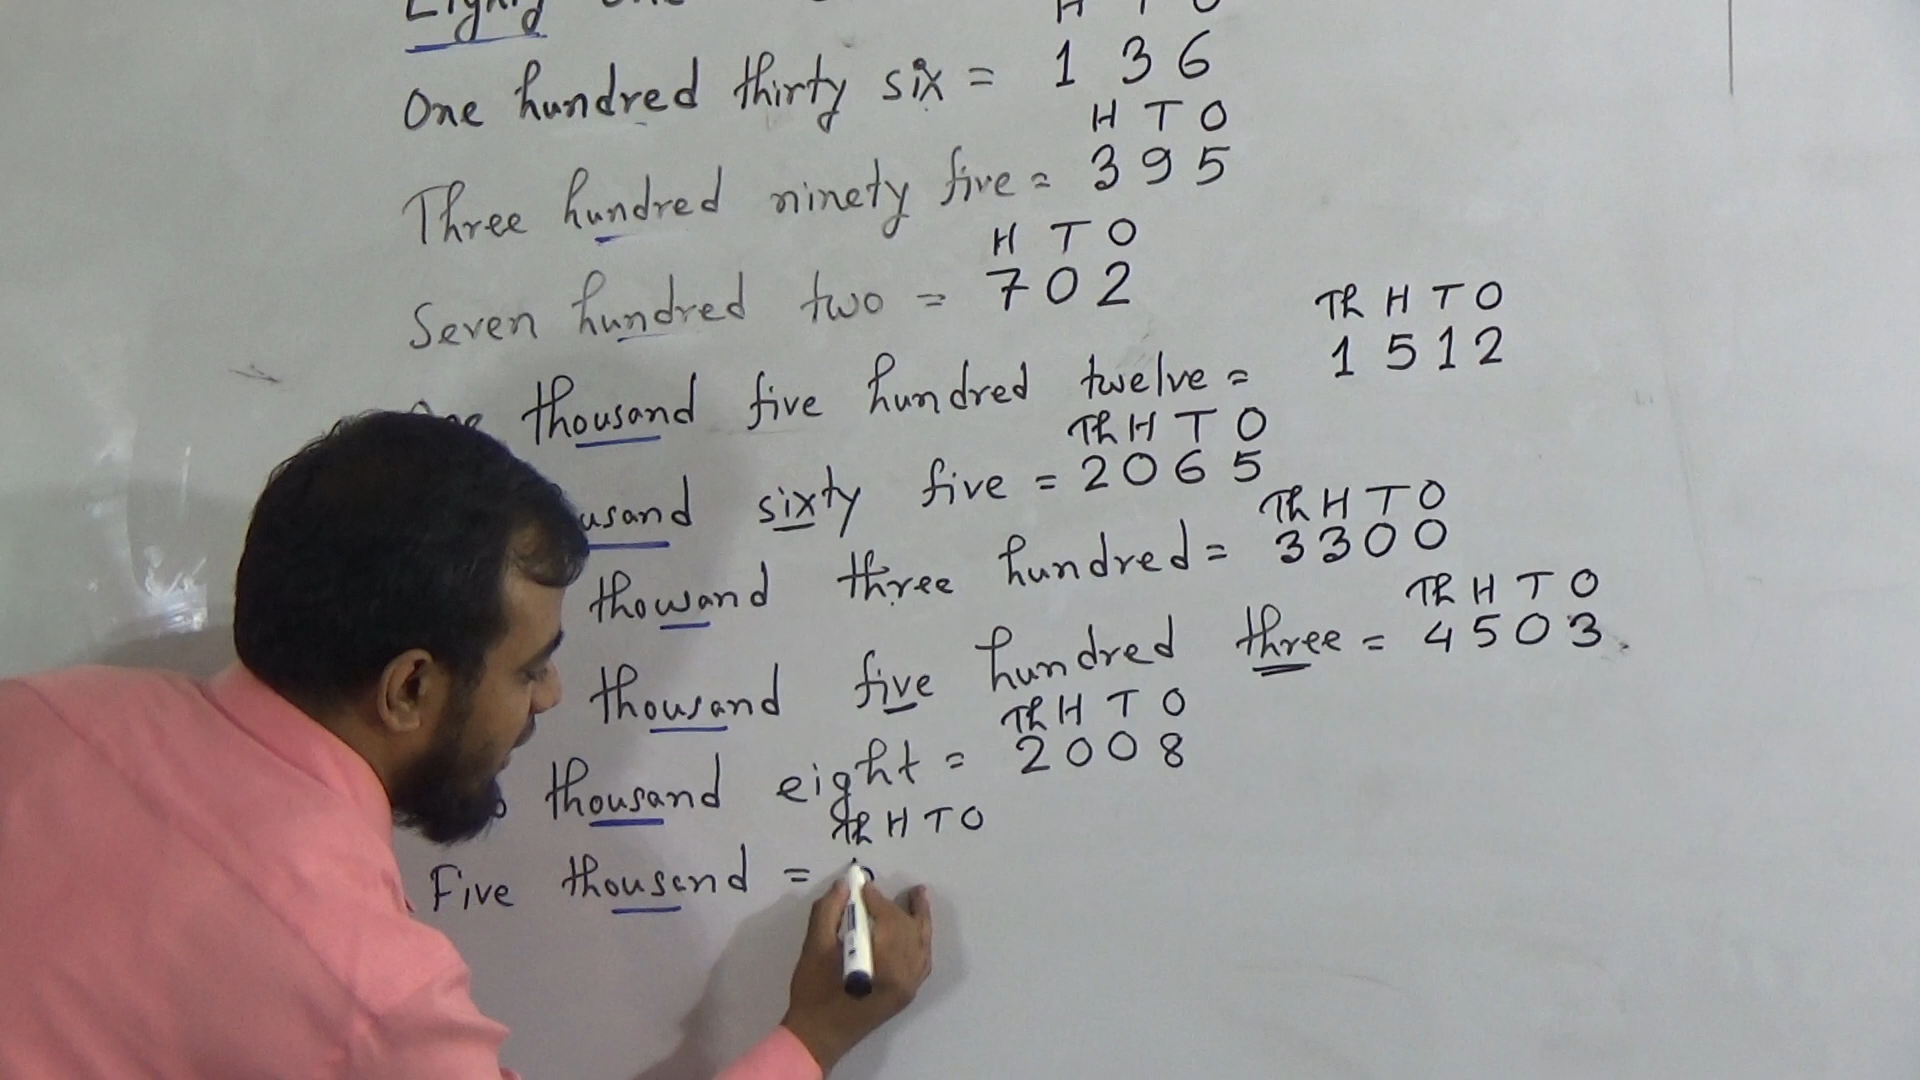 Eighty one
H T O
One hundred thirty six = 1 3 6
H T O
Three hundred ninety five = 3 9 5
H T O
Seven hundred two = 7 0 2
Th H T O
thousand five hundred twelve = 1 5 1 2
Th H T O
sixty five = 2 0 6 5
Th H T O
thousand three hundred = 3 3 0 0
Th H T O
thousand five hundred three = 4 5 0 3
Th H T O
thousand eight = 2 0 0 8
Th H T O
Five thousand =